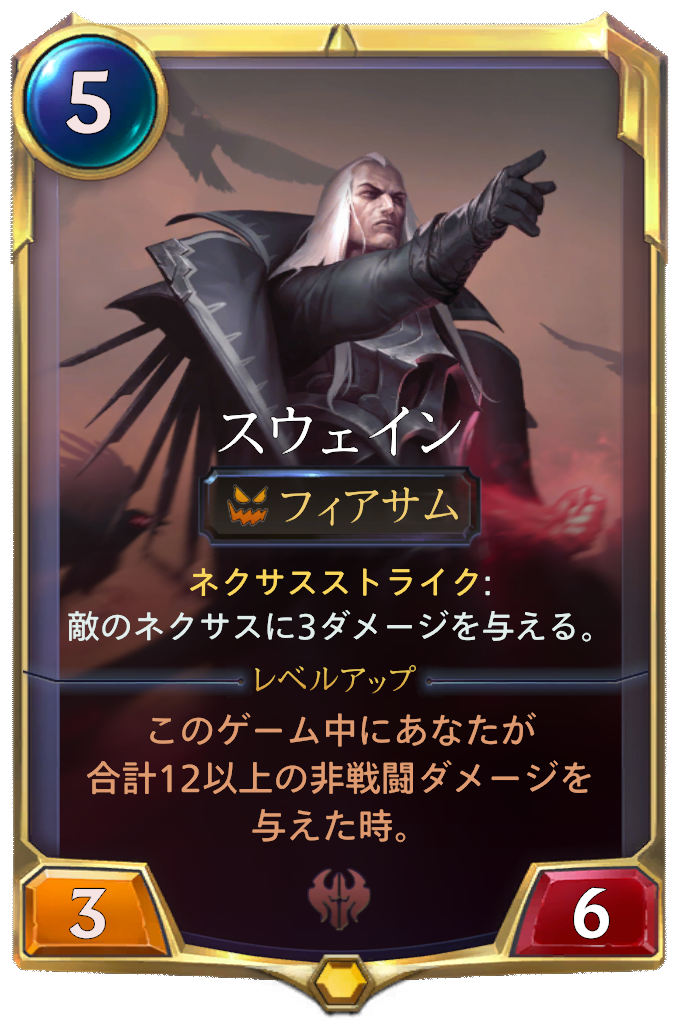 5
スウェイン
フィアサム
ネクサスストライク:
敵のネクサスに3ダメージを与える。
レベルアップ
このゲーム中にあなたが
合計12以上の非戦闘ダメージを
与えた時。
3
6